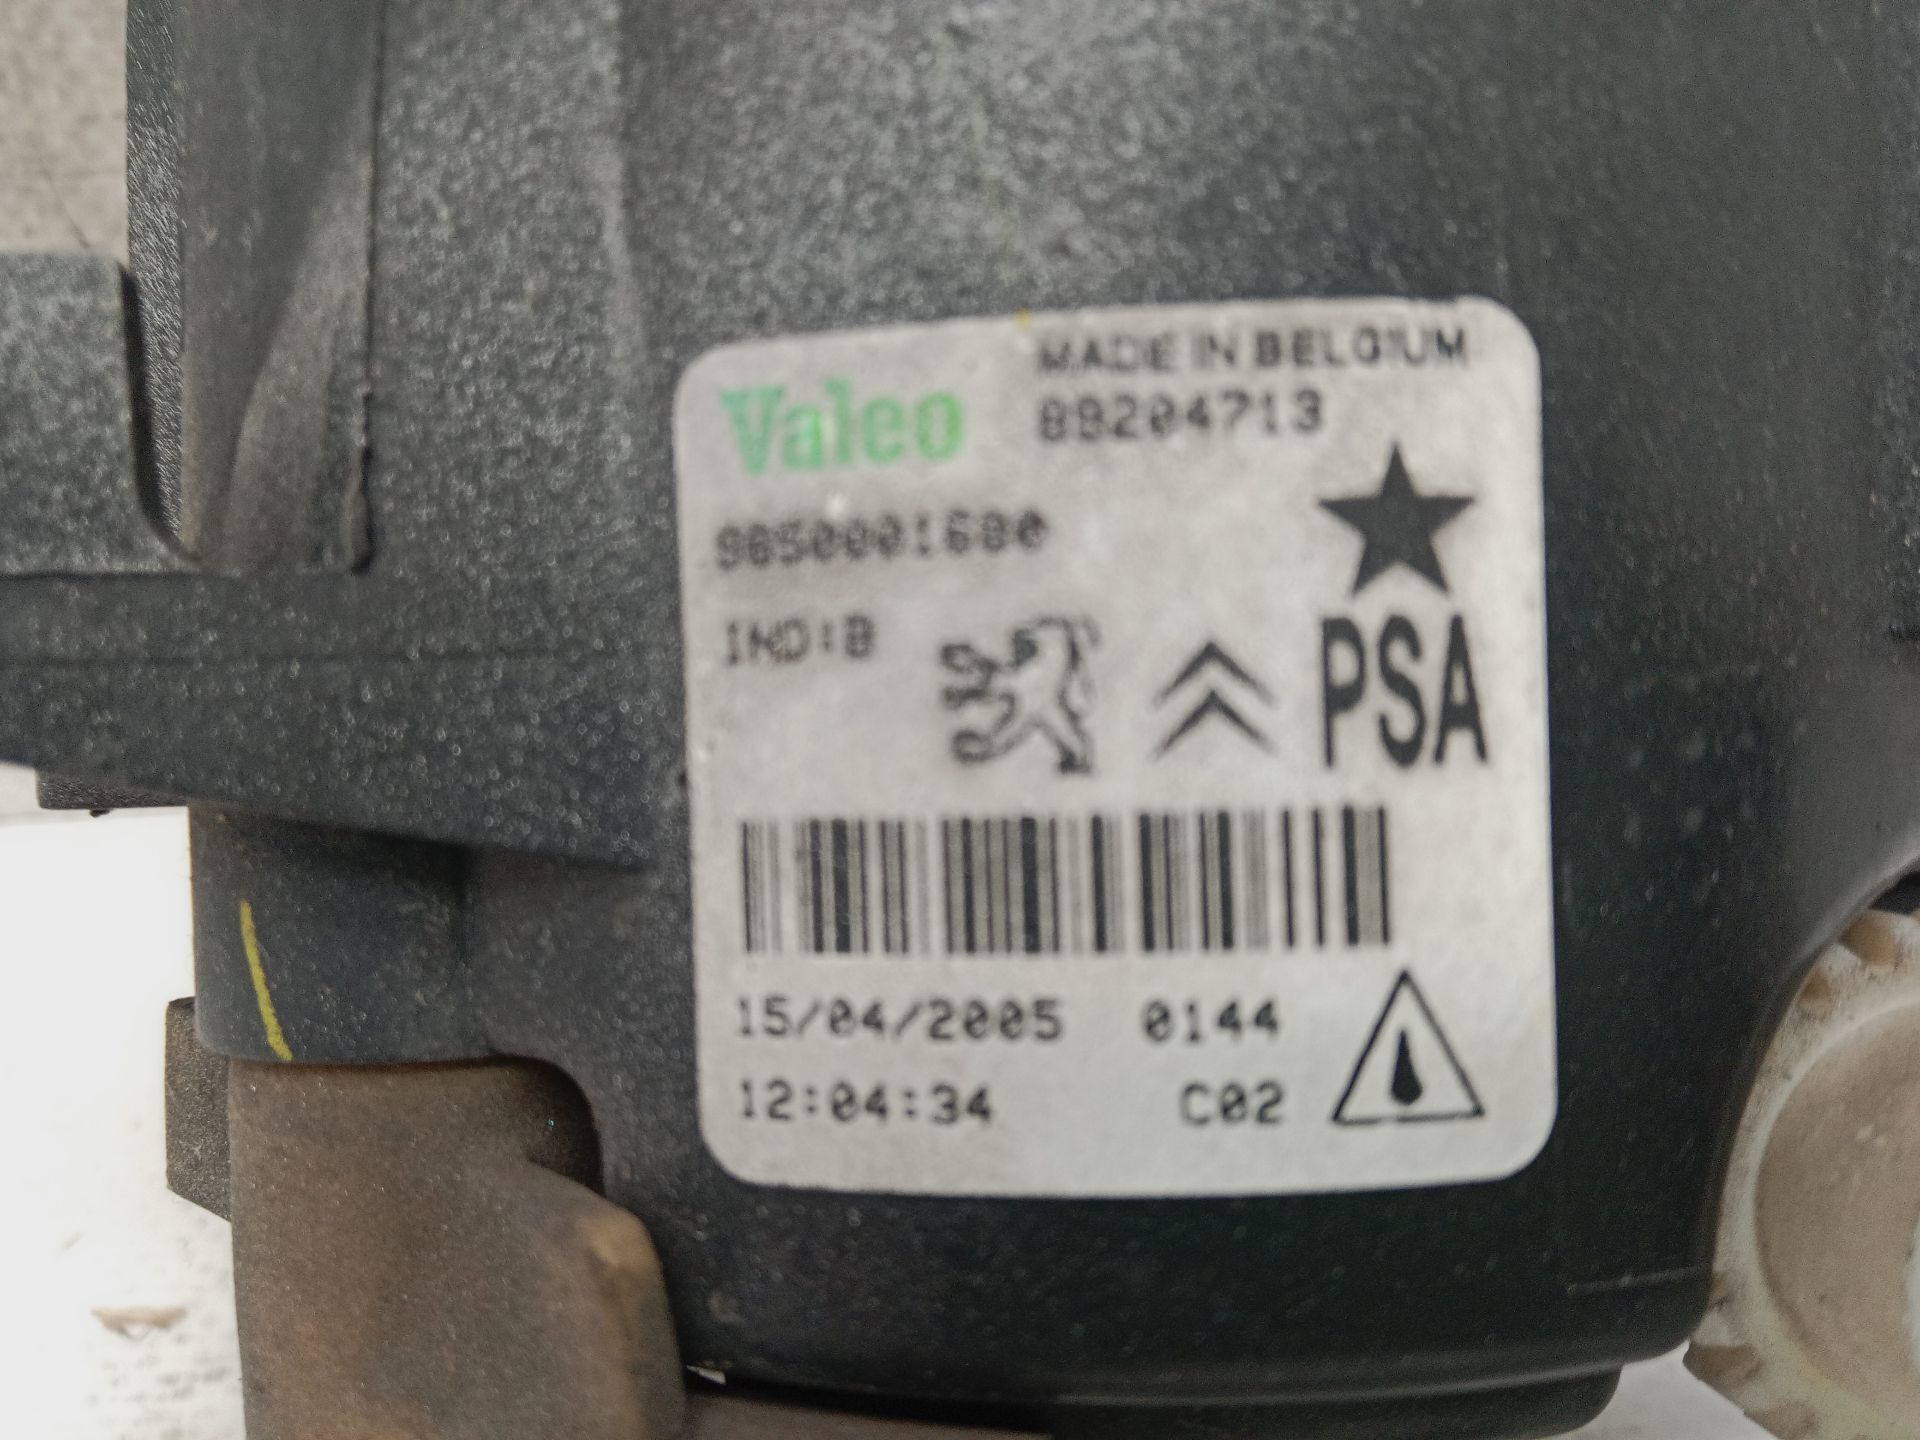 Valeo
MADE IN BELGIUM
89204713
9650001680
IND:B
PSA
15/04/2005 0144
12:04:34 C02